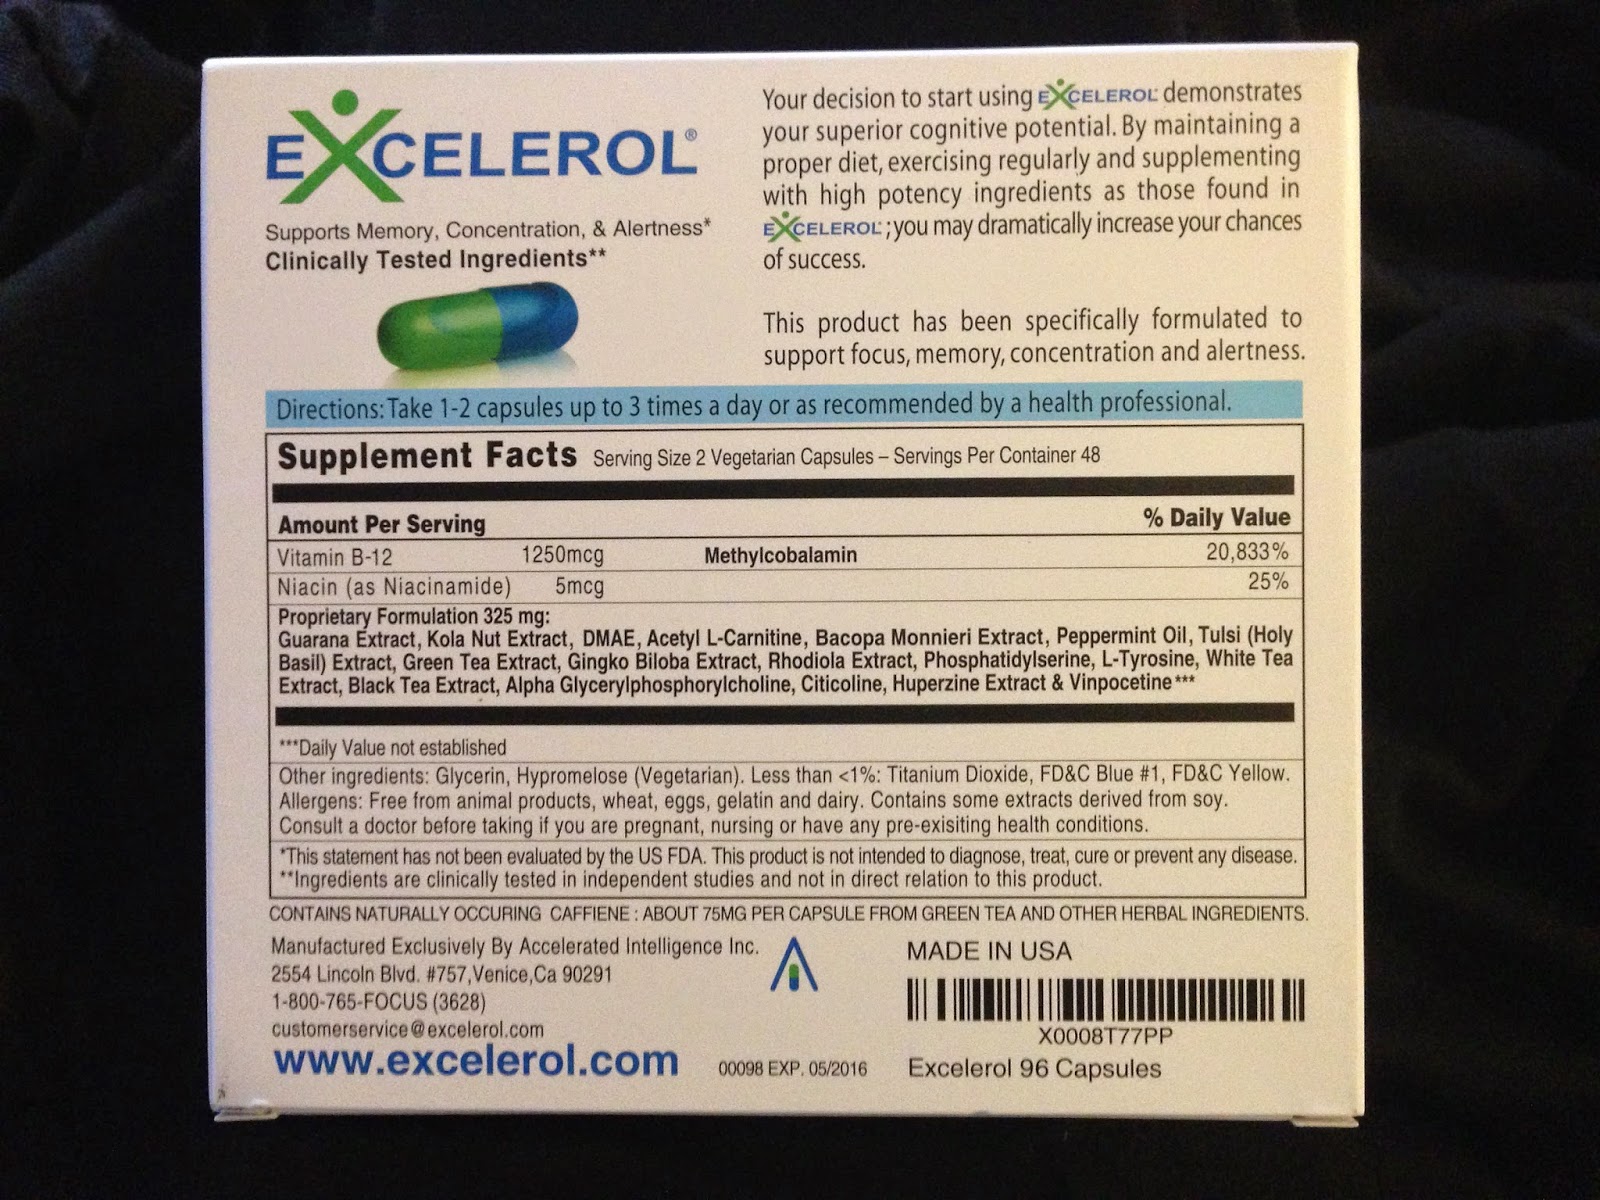 EXCELEROL®
Supports Memory, Concentration, & Alertness*
Clinically Tested Ingredients**
Your decision to start using EXCELEROL® demonstrates
your superior cognitive potential. By maintaining a
proper diet, exercising regularly and supplementing
with high potency ingredients as those found in
EXCELEROL® ; you may dramatically increase your chances
of success.
This product has been specifically formulated to
support focus, memory, concentration and alertness.
Directions: Take 1-2 capsules up to 3 times a day or as recommended by a health professional.
Supplement Facts Serving Size 2 Vegetarian Capsules – Servings Per Container 48
Amount Per Serving % Daily Value
Vitamin B-12 1250mcg Methylcobalamin 20,833%
Niacin (as Niacinamide) 5mcg 25%
Proprietary Formulation 325 mg:
Guarana Extract, Kola Nut Extract, DMAE, Acetyl L-Carnitine, Bacopa Monnieri Extract, Peppermint Oil, Tulsi (Holy
Basil) Extract, Green Tea Extract, Gingko Biloba Extract, Rhodiola Extract, Phosphatidylserine, L-Tyrosine, White Tea
Extract, Black Tea Extract, Alpha Glycerylphosphorylcholine, Citicoline, Huperzine Extract & Vinpocetine***
***Daily Value not established
Other ingredients: Glycerin, Hypromelose (Vegetarian). Less than <1%: Titanium Dioxide, FD&C Blue #1, FD&C Yellow.
Allergens: Free from animal products, wheat, eggs, gelatin and dairy. Contains some extracts derived from soy.
Consult a doctor before taking if you are pregnant, nursing or have any pre-exisiting health conditions.
*This statement has not been evaluated by the US FDA. This product is not intended to diagnose, treat, cure or prevent any disease.
**Ingredients are clinically tested in independent studies and not in direct relation to this product.
CONTAINS NATURALLY OCCURING CAFFIENE : ABOUT 75MG PER CAPSULE FROM GREEN TEA AND OTHER HERBAL INGREDIENTS.
Manufactured Exclusively By Accelerated Intelligence Inc.
2554 Lincoln Blvd. #757,Venice,Ca 90291
1-800-765-FOCUS (3628)
customerservice@excelerol.com
www.excelerol.com
00098 EXP. 05/2016
MADE IN USA
X0008T77PP
Excelerol 96 Capsules